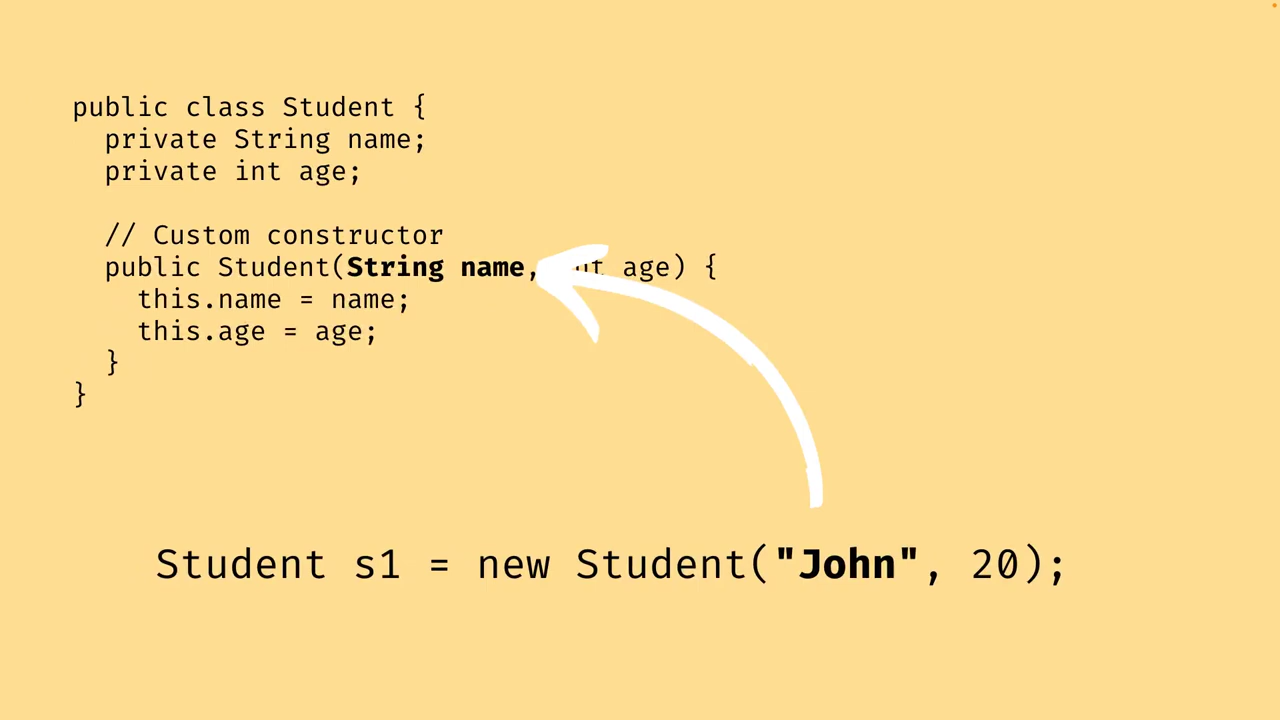 public class Student {
  private String name;
  private int age;

  // Custom constructor
  public Student(String name, int age) {
    this.name = name;
    this.age = age;
  }
}
Student s1 = new Student("John", 20);